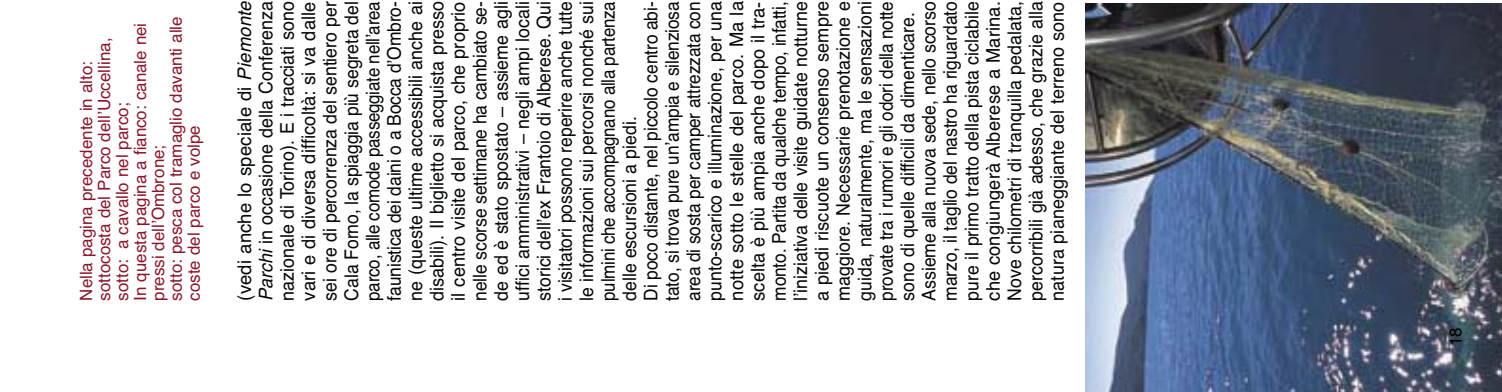 Nella pagina precedente in alto:
sottocosta del Parco dell'Uccellina,
sotto: a cavallo nel parco;
In questa pagina a fianco: canale nei
pressi dell'Ombrone;
sotto: pesca col tramaglio davanti alle
coste del parco e volpe
(vedi anche lo speciale di Piemonte
Parchi in occasione della Conferenza
nazionale di Torino). E i tracciati sono
vari e di diversa difficoltà: si va dalle
sei ore di percorrenza del sentiero per
Cala Forno, la spiaggia più segreta del
parco, alle comode passeggiate nell'area
faunistica dei daini o a Bocca d'Ombro-
ne (queste ultime accessibili anche ai
disabili). Il biglietto si acquista presso
il centro visite del parco, che proprio
nelle scorse settimane ha cambiato se-
de ed è stato spostato – assieme agli
uffici amministrativi – negli ampi locali
storici dell'ex Frantoio di Alberese. Qui
i visitatori possono reperire anche tutte
le informazioni sui percorsi nonché sui
pulmini che accompagnano alla partenza
delle escursioni a piedi.
Di poco distante, nel piccolo centro abi-
tato, si trova pure un'ampia e silenziosa
area di sosta per camper attrezzata con
punto-scarico e illuminazione, per una
notte sotto le stelle del parco. Ma la
scelta è più ampia anche dopo il tra-
monto. Partita da qualche tempo, infatti,
l'iniziativa delle visite guidate notturne
a piedi riscuote un consenso sempre
maggiore. Necessarie prenotazione e
guida, naturalmente, ma le sensazioni
provate tra i rumori e gli odori della notte
sono di quelle difficili da dimenticare.
Assieme alla nuova sede, nello scorso
marzo, il taglio del nastro ha riguardato
pure il primo tratto della pista ciclabile
che congiungerà Alberese a Marina.
Nove chilometri di tranquilla pedalata,
percorribili già adesso, che grazie alla
natura pianeggiante del terreno sono
18